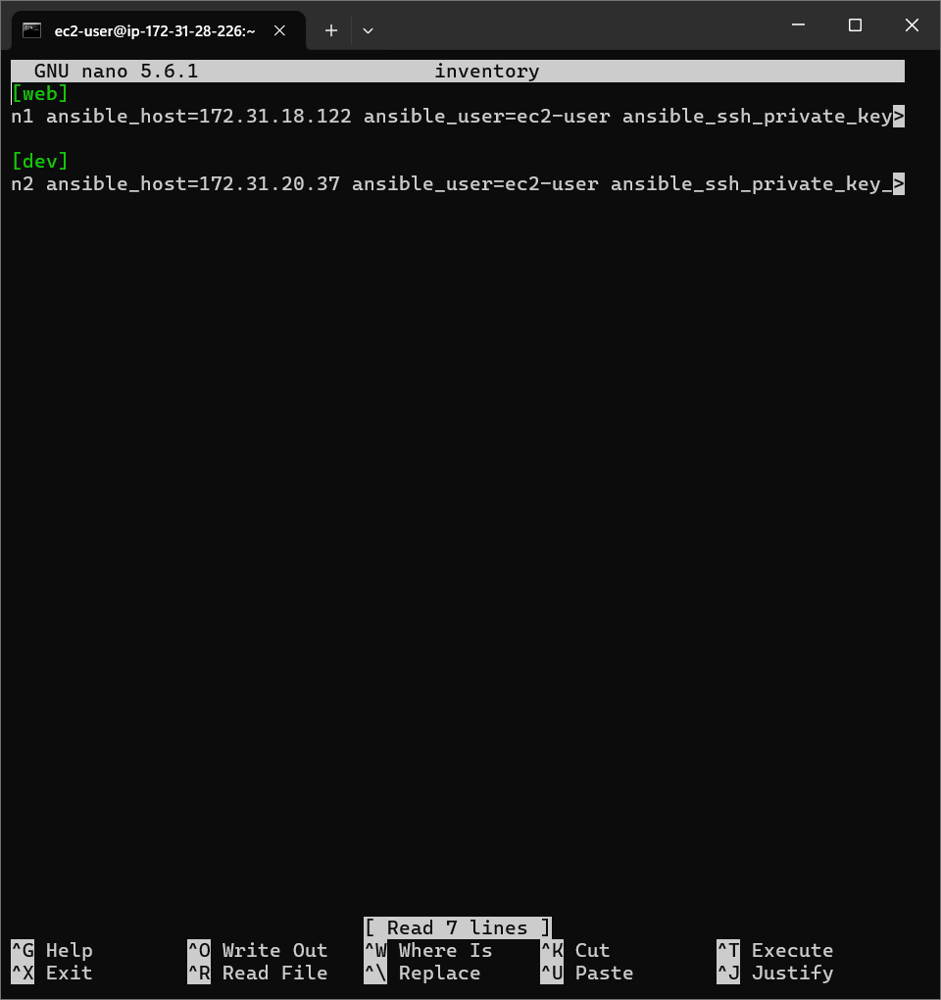 ec2-user@ip-172-31-28-226:~
GNU nano 5.6.1 inventory
[web]
n1 ansible_host=172.31.18.122 ansible_user=ec2-user ansible_ssh_private_key>
[dev]
n2 ansible_host=172.31.20.37 ansible_user=ec2-user ansible_ssh_private_key_>
[ Read 7 lines ]
^G Help ^O Write Out ^W Where Is ^K Cut ^T Execute
^X Exit ^R Read File ^\ Replace ^U Paste ^J Justify